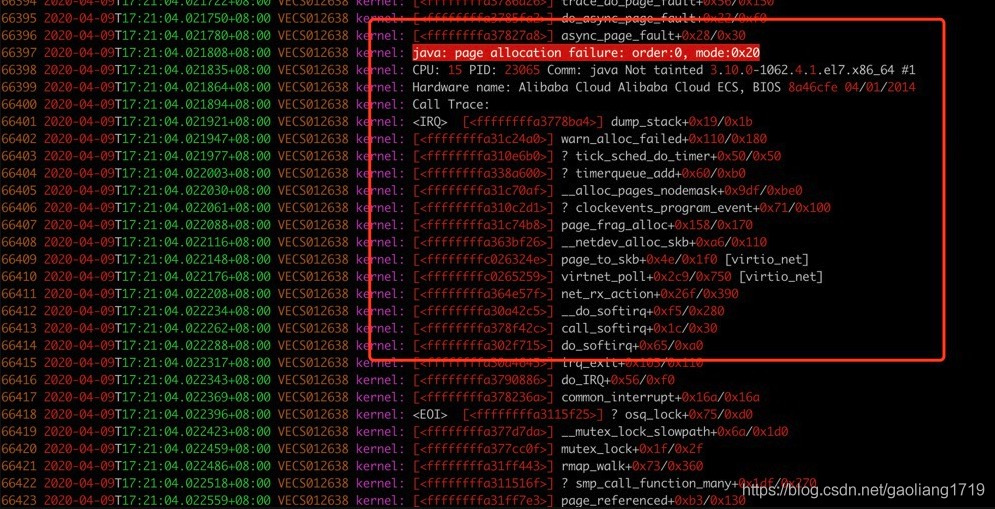 66394 2020-04-09T17:21:04.021722+08:00 VECS012638 kernel: [<ffffffffa3786d26>] trace_do_page_fault+0x56/0x150
66395 2020-04-09T17:21:04.021750+08:00 VECS012638 kernel: [<ffffffffa37852a2>] do_async_page_fault+0x22/0xf0
66396 2020-04-09T17:21:04.021780+08:00 VECS012638 kernel: [<ffffffffa37827a8>] async_page_fault+0x28/0x30
66397 2020-04-09T17:21:04.021808+08:00 VECS012638 kernel: java: page allocation failure: order:0, mode:0x20
66398 2020-04-09T17:21:04.021835+08:00 VECS012638 kernel: CPU: 15 PID: 23065 Comm: java Not tainted 3.10.0-1062.4.1.el7.x86_64 #1
66399 2020-04-09T17:21:04.021864+08:00 VECS012638 kernel: Hardware name: Alibaba Cloud Alibaba Cloud ECS, BIOS 8a46cfe 04/01/2014
66400 2020-04-09T17:21:04.021894+08:00 VECS012638 kernel: Call Trace:
66401 2020-04-09T17:21:04.021921+08:00 VECS012638 kernel: <IRQ> [<ffffffffa3778ba4>] dump_stack+0x19/0x1b
66402 2020-04-09T17:21:04.021947+08:00 VECS012638 kernel: [<ffffffffa31c24a0>] warn_alloc_failed+0x110/0x180
66403 2020-04-09T17:21:04.021977+08:00 VECS012638 kernel: [<ffffffffa310e6b0>] ? tick_sched_do_timer+0x50/0x50
66404 2020-04-09T17:21:04.022003+08:00 VECS012638 kernel: [<ffffffffa338a600>] ? timerqueue_add+0x60/0xb0
66405 2020-04-09T17:21:04.022030+08:00 VECS012638 kernel: [<ffffffffa31c70af>] __alloc_pages_nodemask+0x9df/0xbe0
66406 2020-04-09T17:21:04.022061+08:00 VECS012638 kernel: [<ffffffffa310c2d1>] ? clockevents_program_event+0x71/0x100
66407 2020-04-09T17:21:04.022088+08:00 VECS012638 kernel: [<ffffffffa31c74b8>] page_frag_alloc+0x158/0x170
66408 2020-04-09T17:21:04.022116+08:00 VECS012638 kernel: [<ffffffffa363bf26>] __netdev_alloc_skb+0xa6/0x110
66409 2020-04-09T17:21:04.022148+08:00 VECS012638 kernel: [<ffffffffc026324e>] page_to_skb+0x4e/0x1f0 [virtio_net]
66410 2020-04-09T17:21:04.022176+08:00 VECS012638 kernel: [<ffffffffc0265259>] virtnet_poll+0x2c9/0x750 [virtio_net]
66411 2020-04-09T17:21:04.022208+08:00 VECS012638 kernel: [<ffffffffa364e57f>] net_rx_action+0x26f/0x390
66412 2020-04-09T17:21:04.022234+08:00 VECS012638 kernel: [<ffffffffa30a42c5>] __do_softirq+0xf5/0x280
66413 2020-04-09T17:21:04.022262+08:00 VECS012638 kernel: [<ffffffffa378f42c>] call_softirq+0x1c/0x30
66414 2020-04-09T17:21:04.022288+08:00 VECS012638 kernel: [<ffffffffa302f715>] do_softirq+0x65/0xa0
66415 2020-04-09T17:21:04.022315+08:00 VECS012638 kernel: [<ffffffffa30a4645>] irq_exit+0x105/0x110
66416 2020-04-09T17:21:04.022343+08:00 VECS012638 kernel: [<ffffffffa3790886>] do_IRQ+0x56/0xf0
66417 2020-04-09T17:21:04.022369+08:00 VECS012638 kernel: [<ffffffffa378236a>] common_interrupt+0x16a/0x16a
66418 2020-04-09T17:21:04.022396+08:00 VECS012638 kernel: <EOI> [<ffffffffa3115f25>] ? osq_lock+0x75/0xd0
66419 2020-04-09T17:21:04.022423+08:00 VECS012638 kernel: [<ffffffffa377d7da>] __mutex_lock_slowpath+0x6a/0x1d0
66420 2020-04-09T17:21:04.022459+08:00 VECS012638 kernel: [<ffffffffa377cc0f>] mutex_lock+0x1f/0x2f
66421 2020-04-09T17:21:04.022486+08:00 VECS012638 kernel: [<ffffffffa31ff443>] rmap_walk+0x73/0x360
66422 2020-04-09T17:21:04.022518+08:00 VECS012638 kernel: [<ffffffffa311516f>] ? smp_call_function_many+0x1df/0x270
66423 2020-04-09T17:21:04.022559+08:00 VECS012638 kernel: [<ffffffffa31ff7e3>] page_referenced+0xb3/0x130
https://blog.csdn.net/gaoliang1719